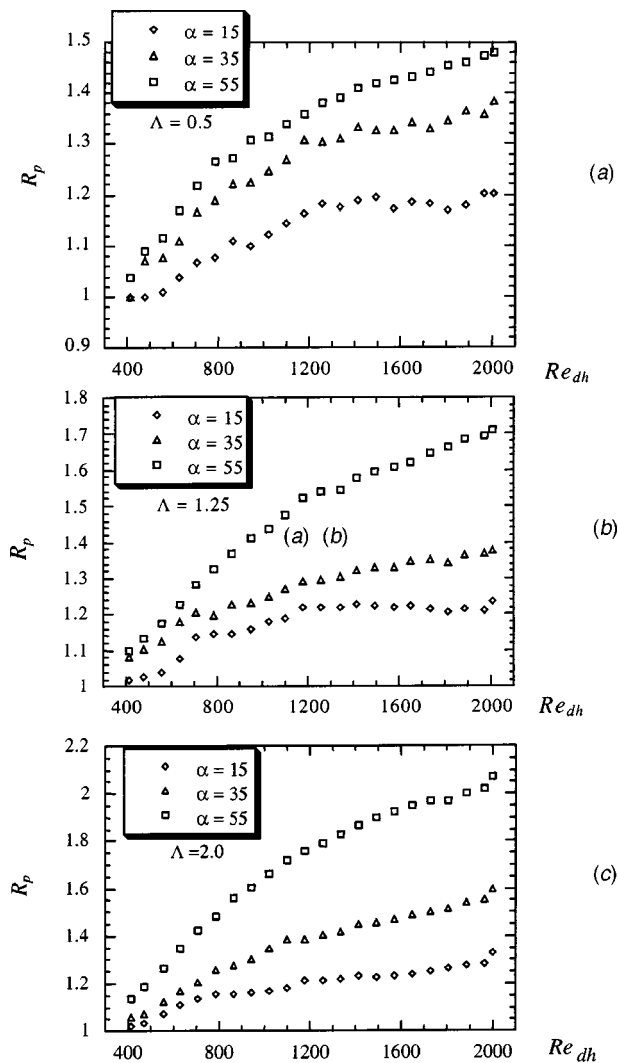 1.5
α = 15
α = 35
1.4
α = 55
Λ = 0.5
1.3
R_p
(a)
1.2
1.1
1
0.9
400 800 1200 1600 2000 Re_dh
1.8
α = 15
1.7
α = 35
α = 55
1.6
Λ = 1.25
1.5
(a) (b)
R_p
(b)
1.4
1.3
1.2
1.1
1
400 800 1200 1600 2000 Re_dh
2.2
α = 15
2
α = 35
α = 55
1.8
Λ =2.0
R_p
(c)
1.6
1.4
1.2
1
400 800 1200 1600 2000 Re_dh